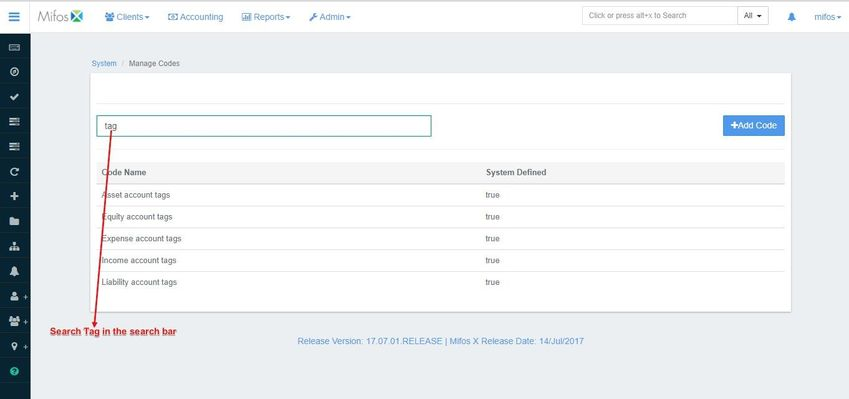 Mifos X Clients Accounting Reports Admin Click or press alt+x to Search All mifos
System / Manage Codes
tag +Add Code
Code Name System Defined
Asset account tags true
Equity account tags true
Expense account tags true
Income account tags true
Liability account tags true
Search Tag in the search bar
Release Version: 17.07.01.RELEASE | Mifos X Release Date: 14/Jul/2017